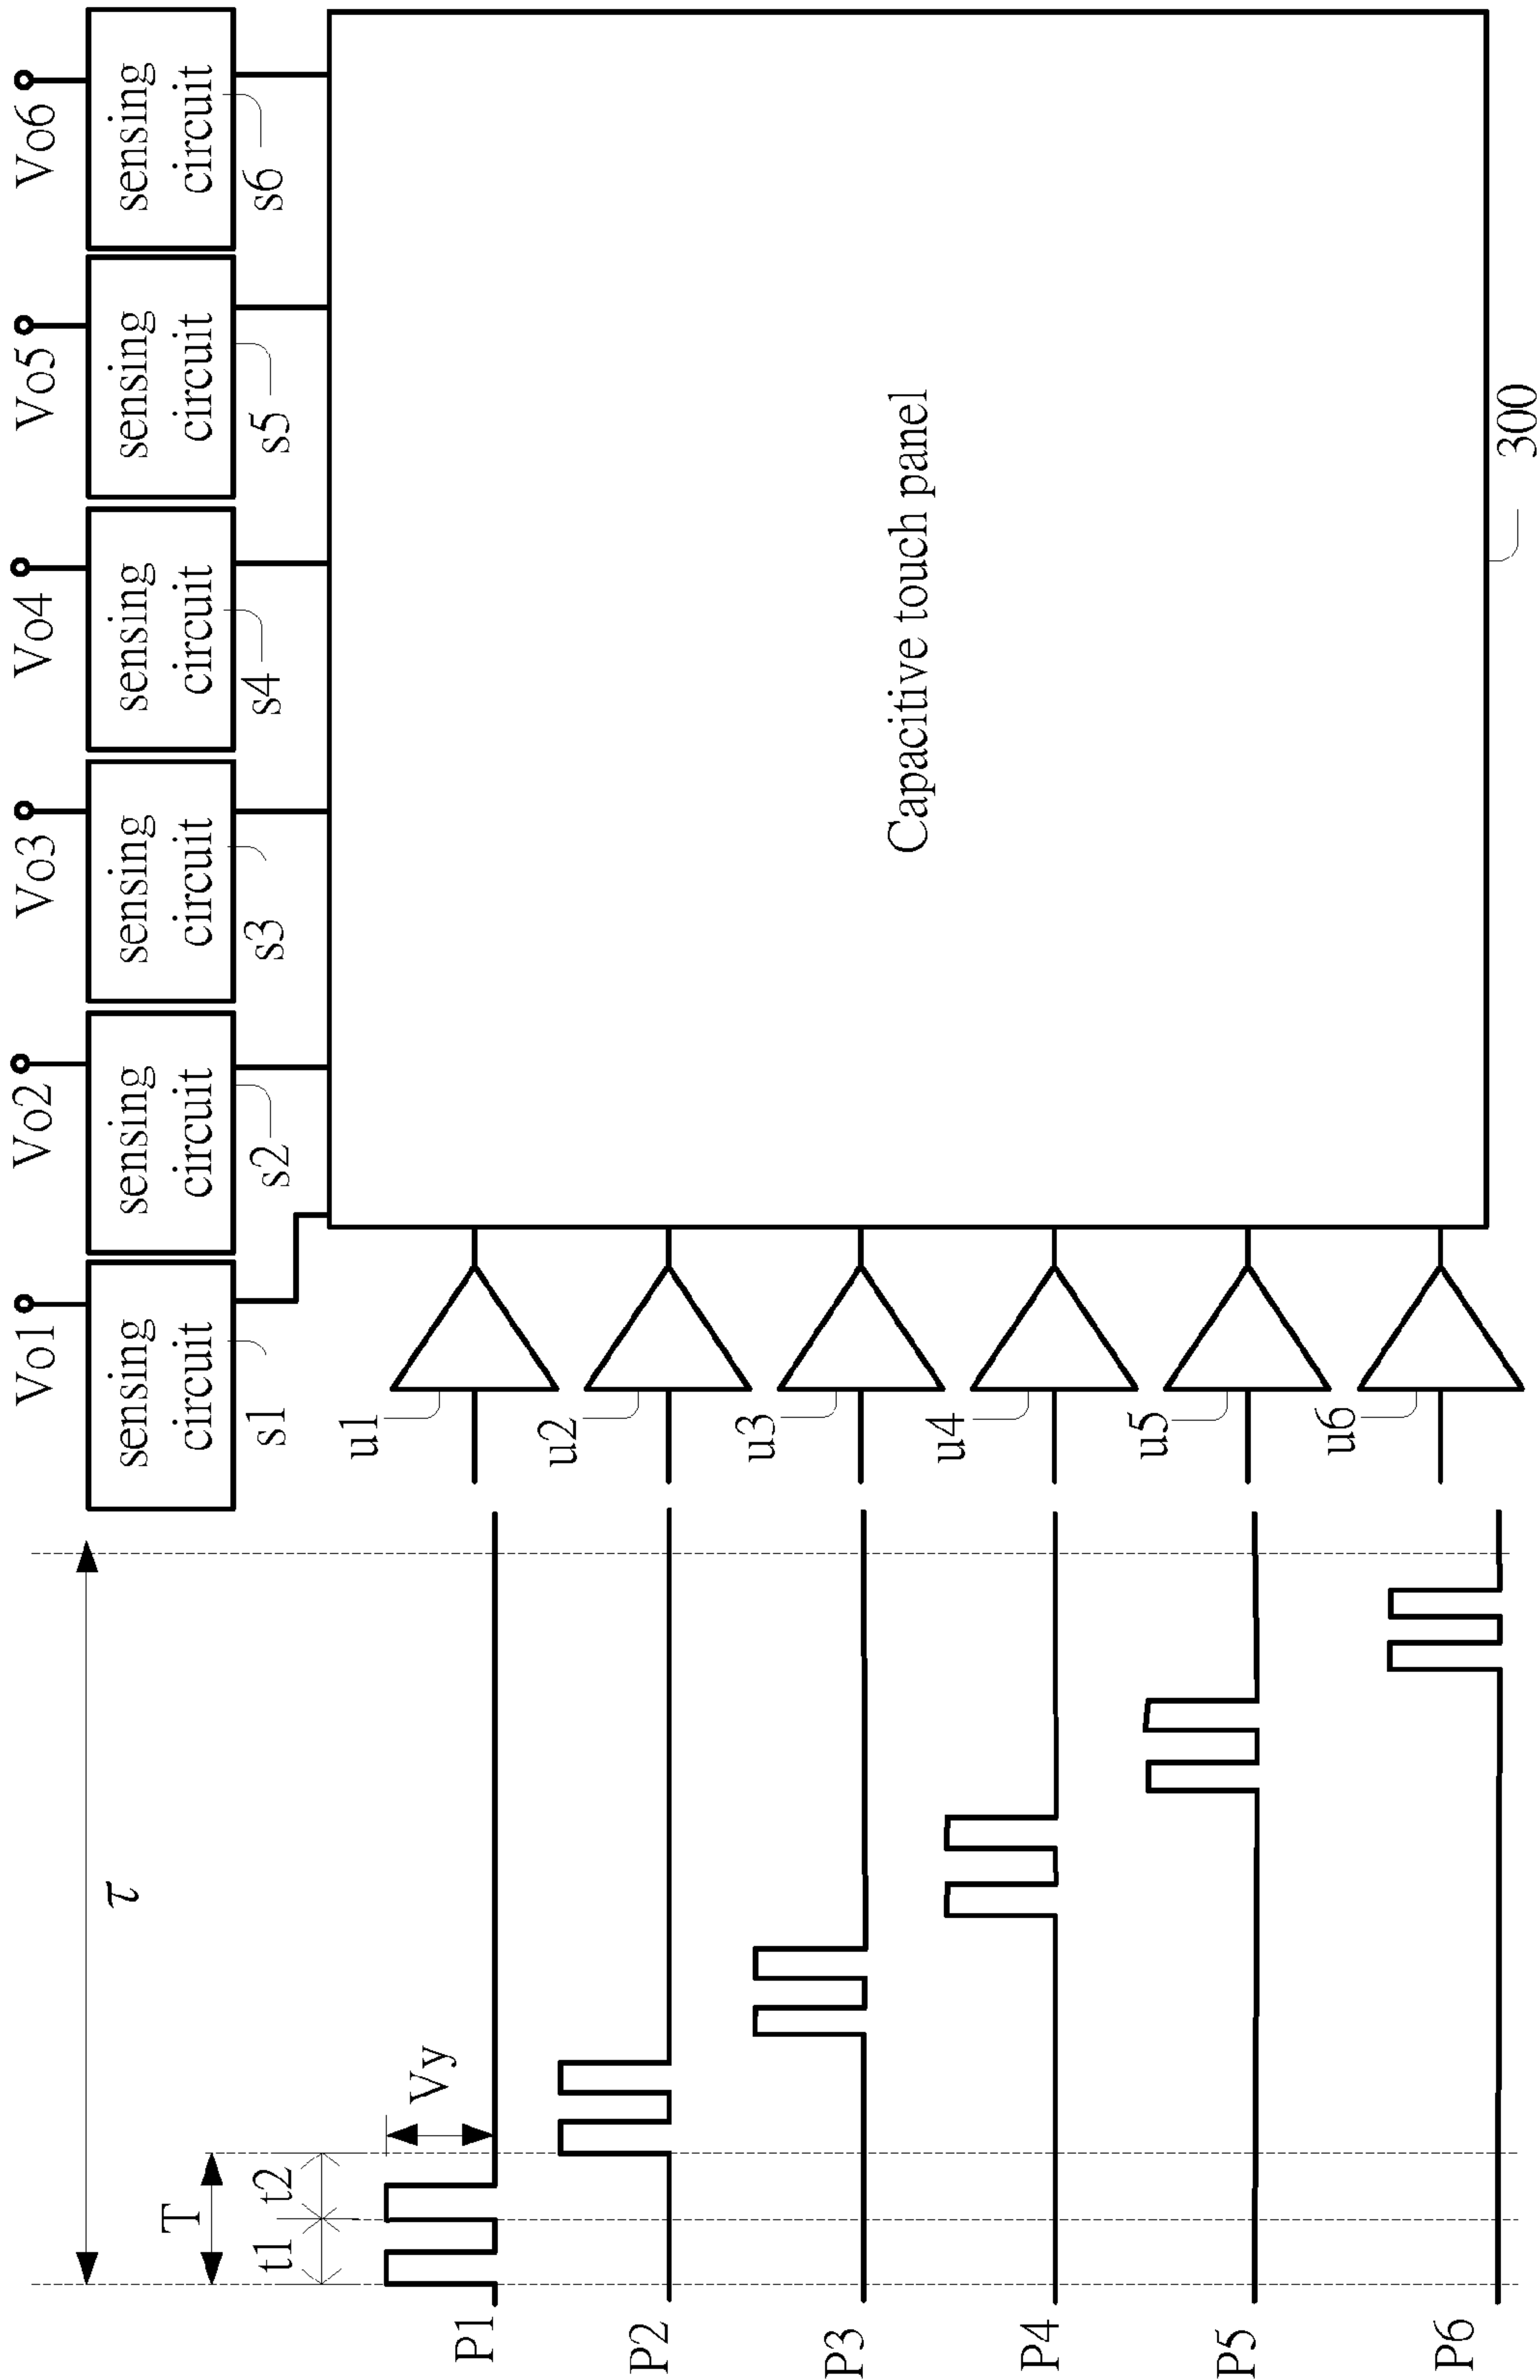 Vo1
Vo2
Vo3
Vo4
Vo5
Vo6
sensing
circuit
sensing
circuit
sensing
circuit
sensing
circuit
sensing
circuit
sensing
circuit
s1
s2
s3
s4
s5
s6
τ
T
t1
t2
Vy
u1
u2
u3
u4
u5
u6
Capacitive touch panel
300
P1
P2
P3
P4
P5
P6